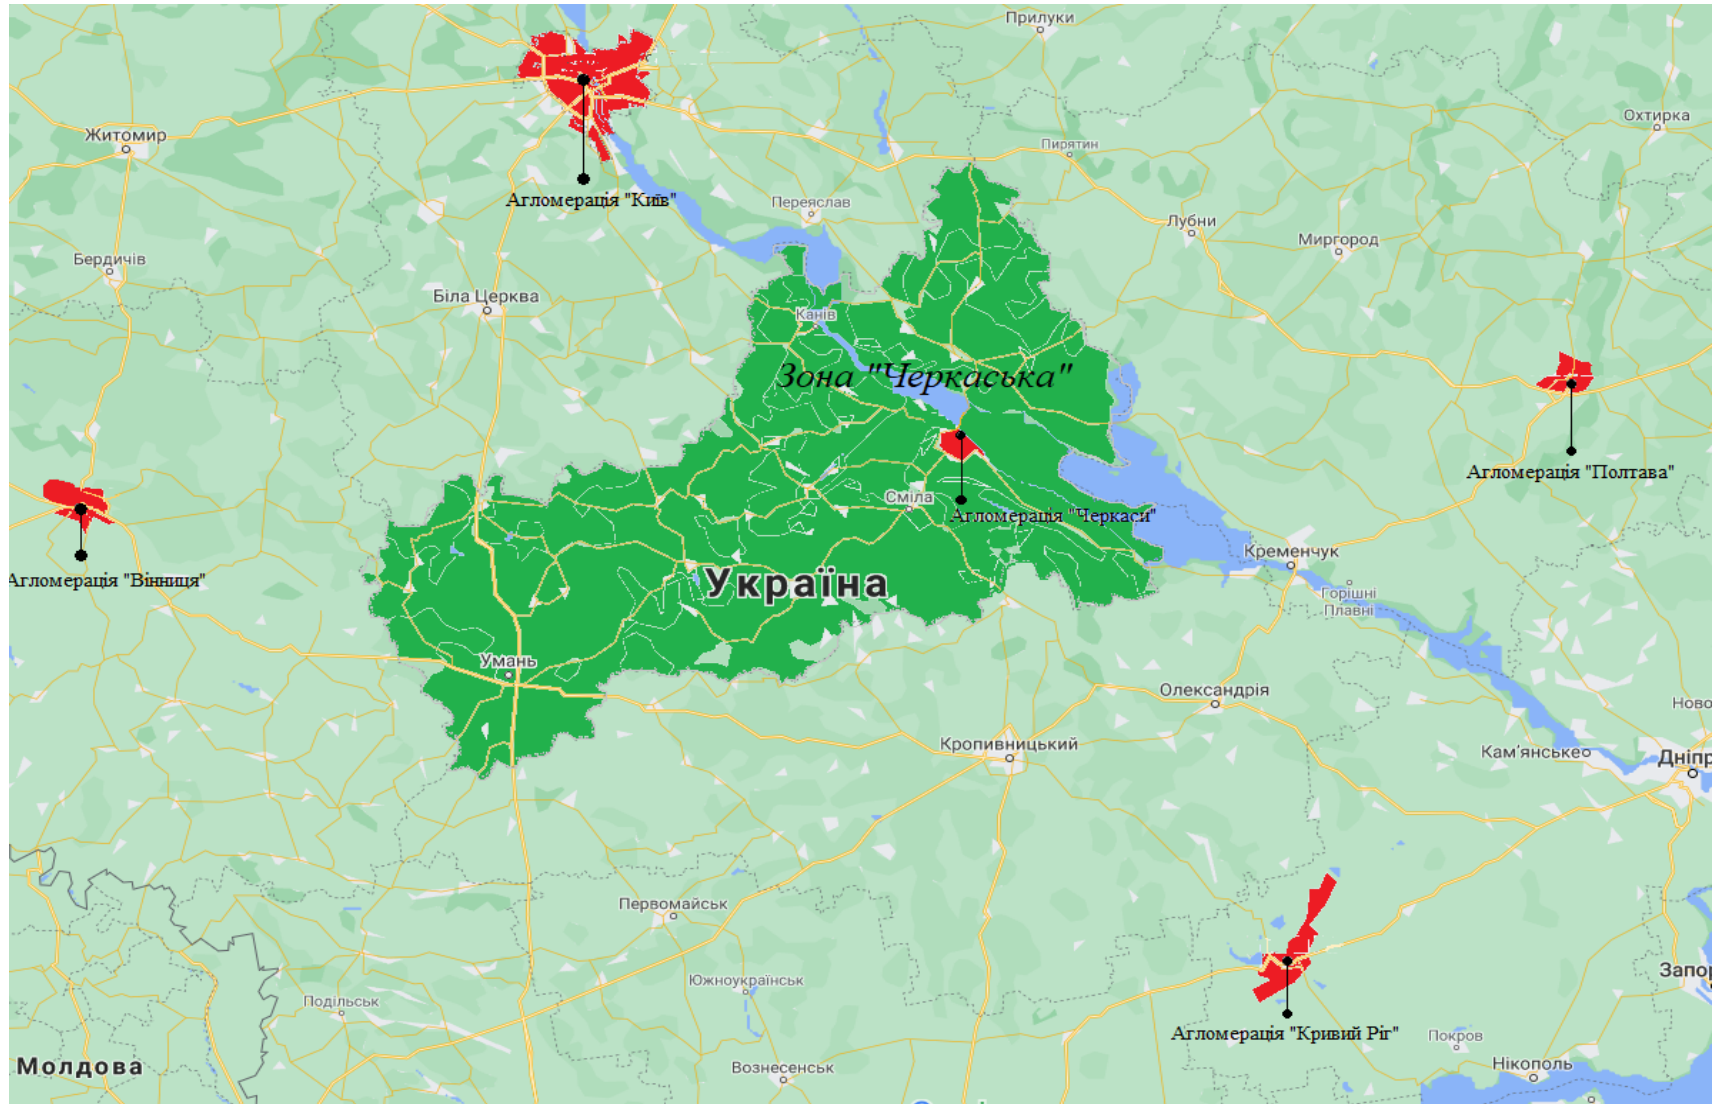 Прилуки
Охтирка
Житомир
Пирятин
Агломерація "Київ"
Переяслав
Лубни
Миргород
Бердичів
Біла Церква
Канів
Зона "Черкаська"
Агломерація "Полтава"
Сміла
Агломерація "Черкаси"
Кременчук
Агломерація "Вінниця"
Україна
Горішні
Плавні
Умань
Олександрія
Ново
Кропивницький
Кам'янське
Дніпр
Первомайськ
Южноукраїнськ
Запор
Подільськ
Агломерація "Кривий Ріг"
Покров
Молдова
Вознесенськ
Нікополь